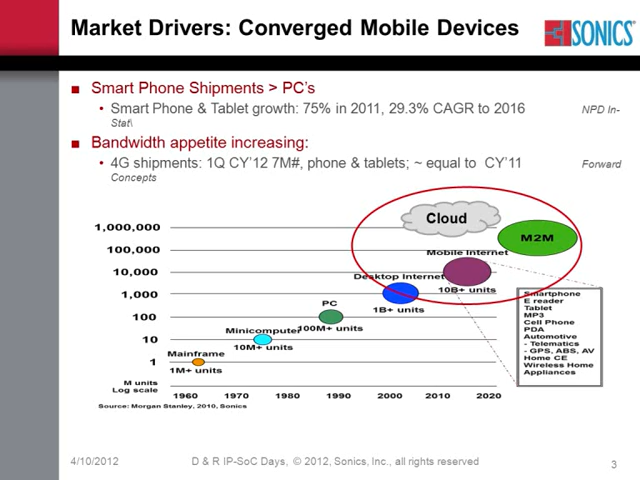 Market Drivers: Converged Mobile Devices
SONICS
Smart Phone Shipments > PC's
• Smart Phone & Tablet growth: 75% in 2011, 29.3% CAGR to 2016 NPD In-
Stat\
Bandwidth appetite increasing:
• 4G shipments: 1Q CY'12 7M#, phone & tablets; ~ equal to CY'11 Forward
Concepts
Cloud
1,000,000
M2M
100,000
Mobile Internet
10,000
Desktop Internet
10B+ units
1,000
1B+ units
PC
100
100M+ units
Minicomputer
10
10M+ units
Mainframe
1
1M+ units
Smartphone
E reader
Tablet
MP3
Cell Phone
PDA
Automotive
- Telematics
- GPS, ABS, AV
Home CE
Wireless Home
Appliances
M units
Log scale
1960 1970 1980 1990 2000 2010 2020
Source: Morgan Stanley, 2010, Sonics
4/10/2012 D & R IP-SoC Days, © 2012, Sonics, Inc., all rights reserved 3